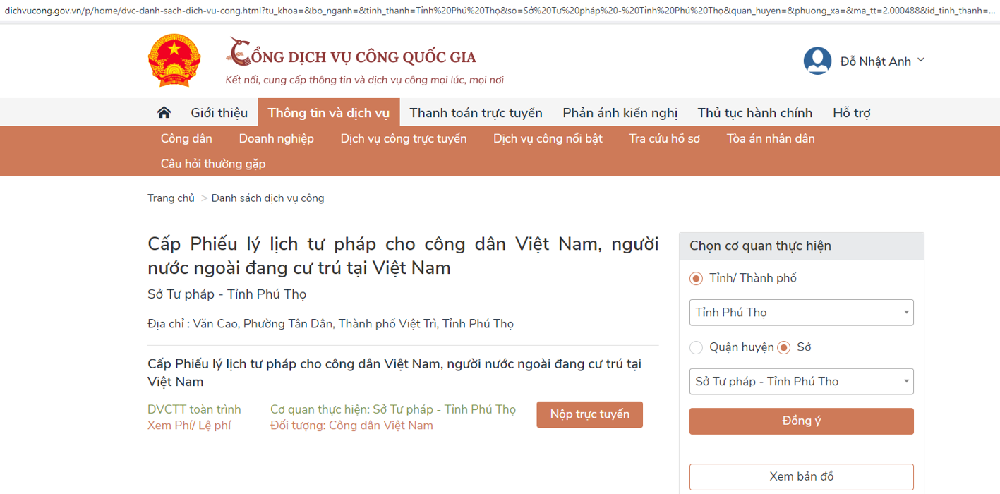 dichvucong.gov.vn/p/home/dvc-danh-sach-dich-vu-cong.html?tu_khoa=&bo_nganh=&tinh_thanh=Tỉnh%20Phú%20Thọ&so=Sở%20Tư%20pháp%20-%20Tỉnh%20Phú%20Thọ&quan_huyen=&phuong_xa=&ma_tt=2.000488&id_tinh_thanh=...
CỔNG DỊCH VỤ CÔNG QUỐC GIA
Kết nối, cung cấp thông tin và dịch vụ công mọi lúc, mọi nơi
Đỗ Nhật Anh
Giới thiệu Thông tin và dịch vụ Thanh toán trực tuyến Phản ánh kiến nghị Thủ tục hành chính Hỗ trợ
Công dân Doanh nghiệp Dịch vụ công trực tuyến Dịch vụ công nổi bật Tra cứu hồ sơ Tòa án nhân dân
Câu hỏi thường gặp
Trang chủ > Danh sách dịch vụ công
Cấp Phiếu lý lịch tư pháp cho công dân Việt Nam, người
nước ngoài đang cư trú tại Việt Nam
Sở Tư pháp - Tỉnh Phú Thọ
Địa chỉ : Văn Cao, Phường Tân Dân, Thành phố Việt Trì, Tỉnh Phú Thọ
Cấp Phiếu lý lịch tư pháp cho công dân Việt Nam, người nước ngoài đang cư trú tại
Việt Nam
DVCTT toàn trình Cơ quan thực hiện: Sở Tư pháp - Tỉnh Phú Thọ
Xem Phí/ Lệ phí Đối tượng: Công dân Việt Nam
Nộp trực tuyến
Chọn cơ quan thực hiện
Tỉnh/ Thành phố
Tỉnh Phú Thọ
Quận huyện Sở
Sở Tư pháp - Tỉnh Phú Thọ
Đồng ý
Xem bản đồ